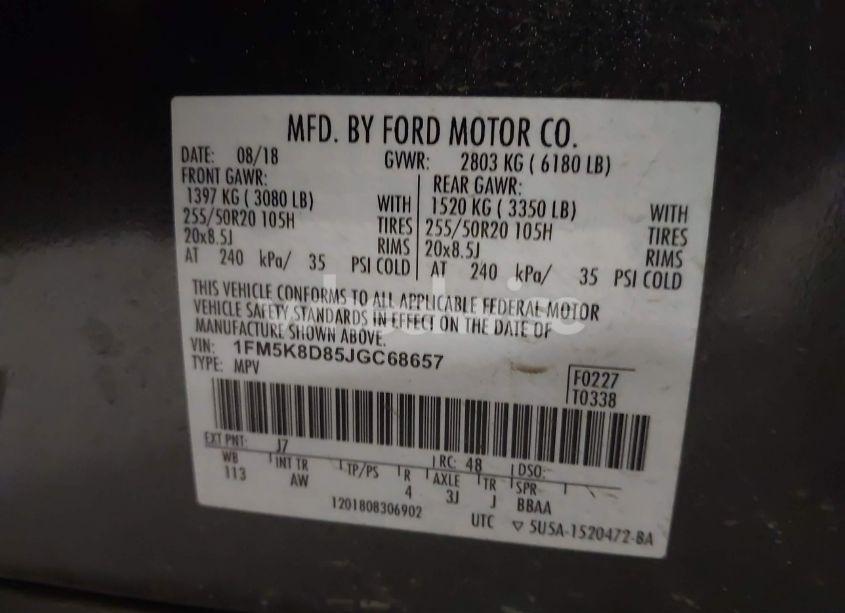 MFD. BY FORD MOTOR CO.
DATE: 08/18 GVWR: 2803 KG ( 6180 LB)
FRONT GAWR: REAR GAWR:
1397 KG ( 3080 LB) WITH 1520 KG ( 3350 LB) WITH
255/50R20 105H TIRES 255/50R20 105H TIRES
20x8.5J RIMS 20x8.5J RIMS
AT 240 kPa/ 35 PSI COLD AT 240 kPa/ 35 PSI COLD
THIS VEHICLE CONFORMS TO ALL APPLICABLE FEDERAL MOTOR
VEHICLE SAFETY STANDARDS IN EFFECT ON THE DATE OF
MANUFACTURE SHOWN ABOVE.
VIN: 1FM5K8D85JGC68657
TYPE: MPV
F0227
T0338
EXT PNT: J7 RC: 48 DSO:
WB INT TR TP/PS R AXLE TR SPR
113 AW 4 3J J BBAA
1201808306902 UTC ▽ 5U5A-1520472-BA